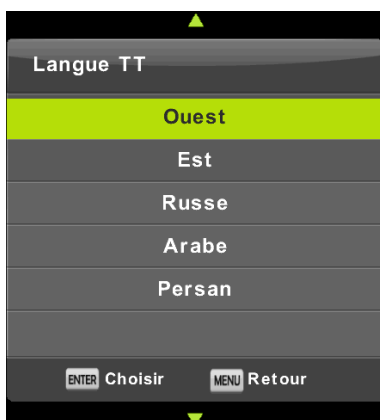 Langue TT
Ouest
Est
Russe
Arabe
Persan
ENTER Choisir MENU Retour